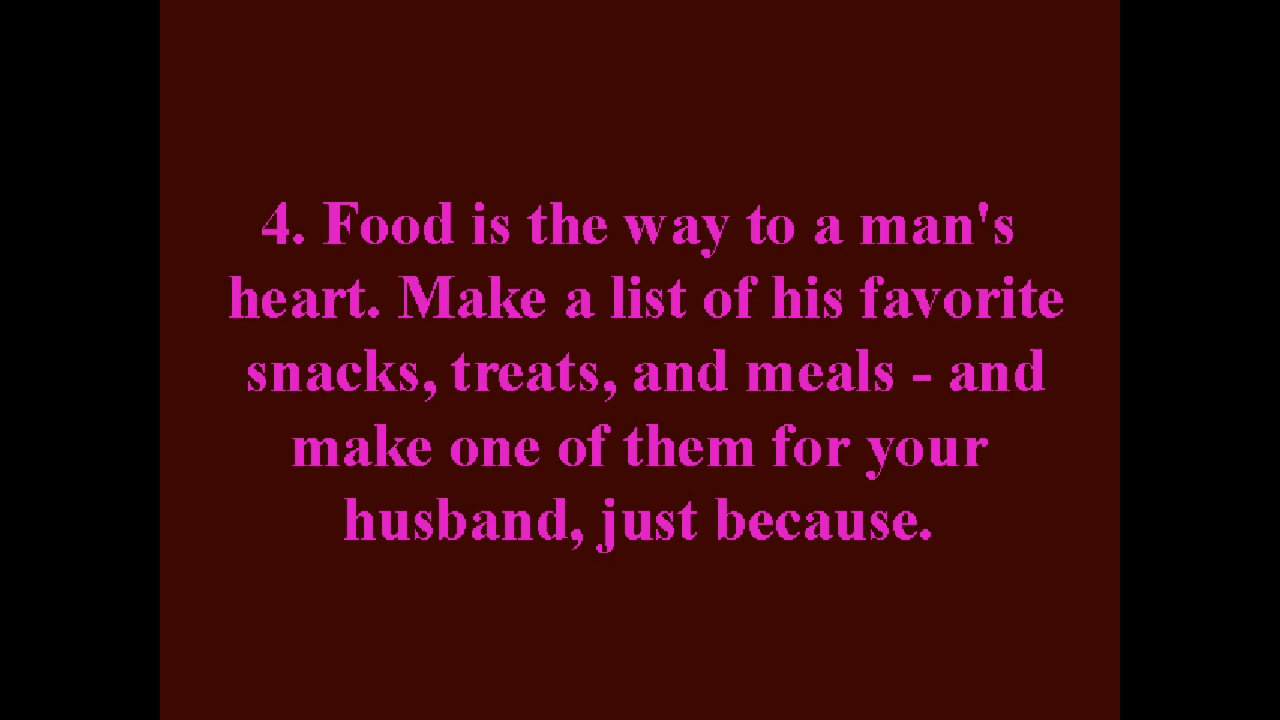 4. Food is the way to a man's
heart. Make a list of his favorite
snacks, treats, and meals - and
make one of them for your
husband, just because.